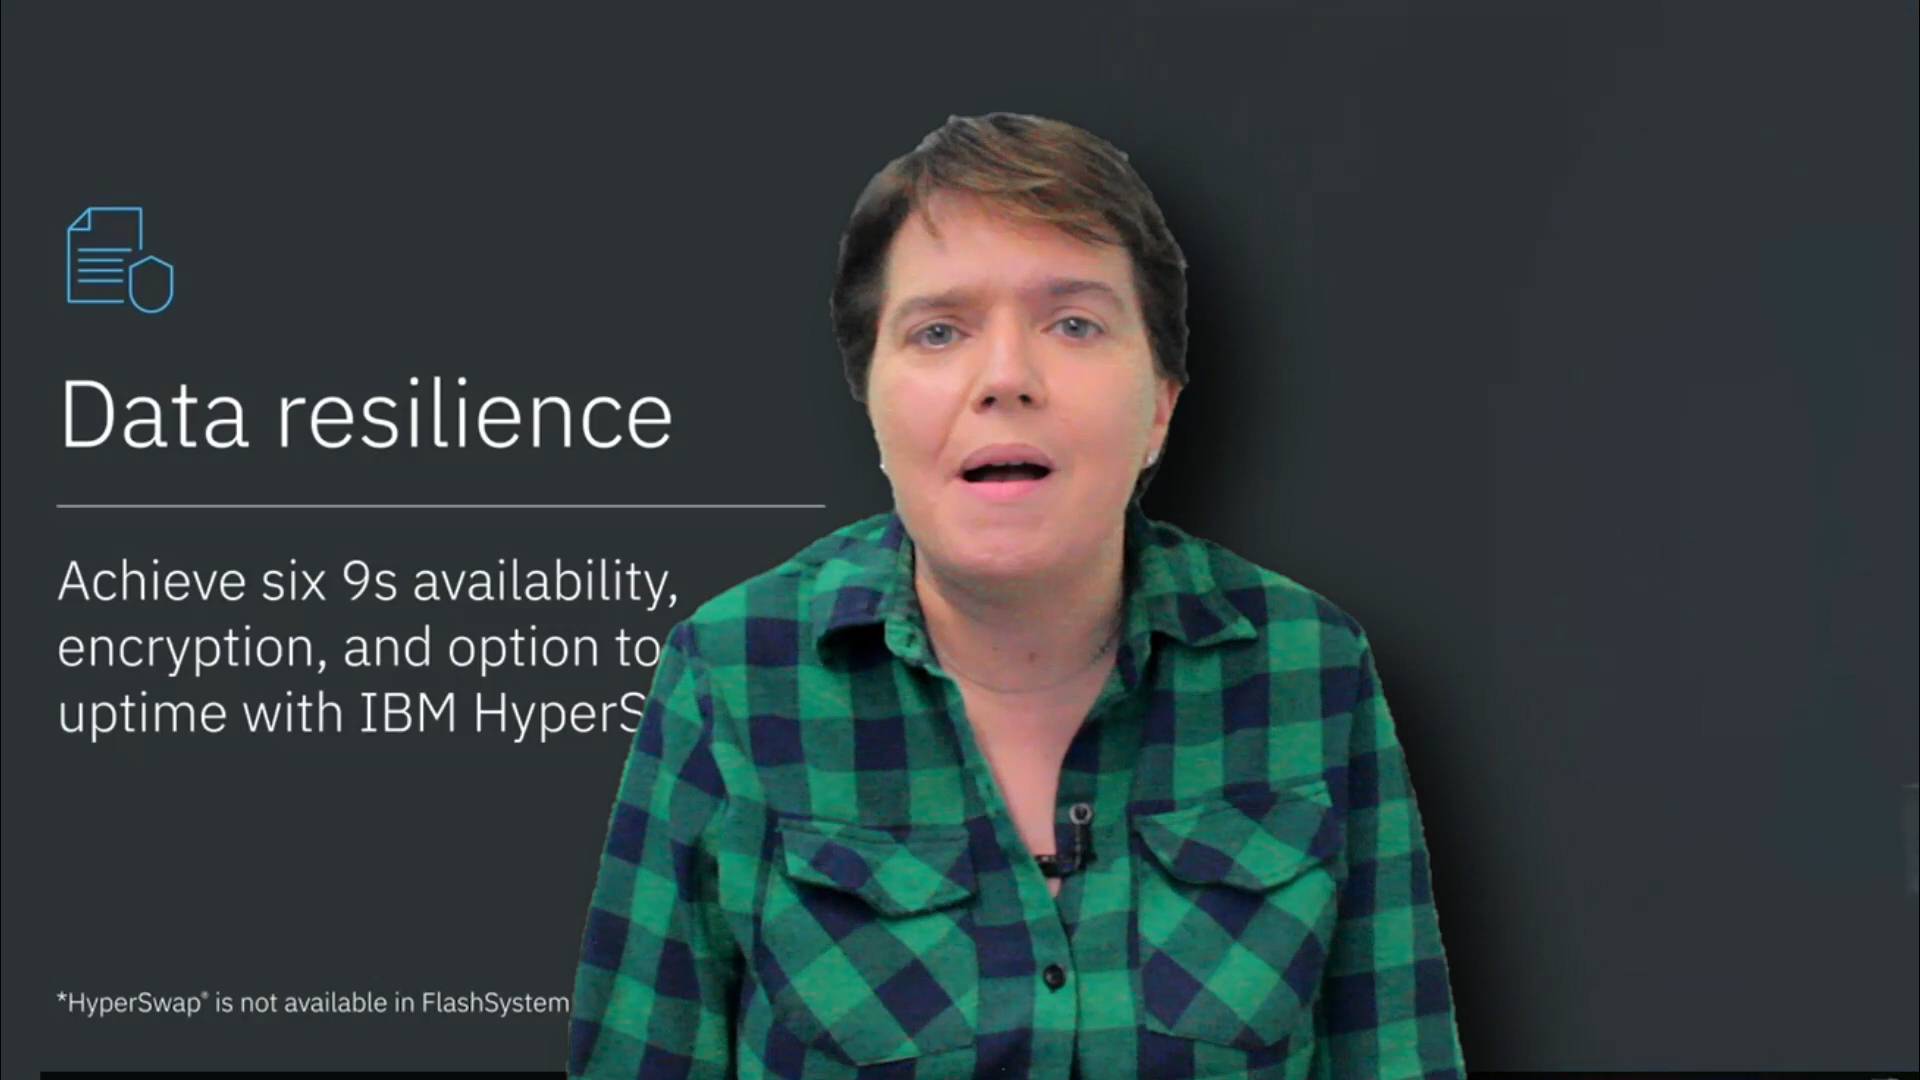 Data resilience
Achieve six 9s availability,
encryption, and option to
uptime with IBM HyperS
*HyperSwap® is not available in FlashSystem